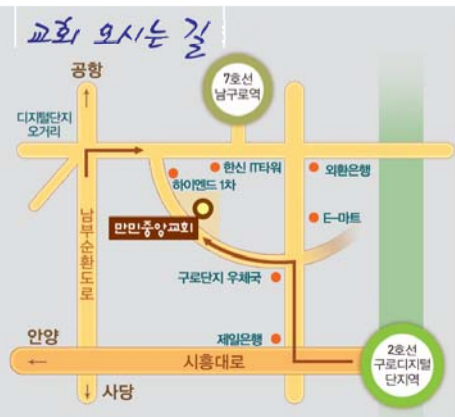 교회 오시는 길
공항
7호선
남구로역
디지털단지
오거리
한신 IT타워
외환은행
하이엔드 1차
E-마트
만민중앙교회
남부순환도로
구로단지 우체국
제일은행
안양
시흥대로
2호선
구로디지털
단지역
사당